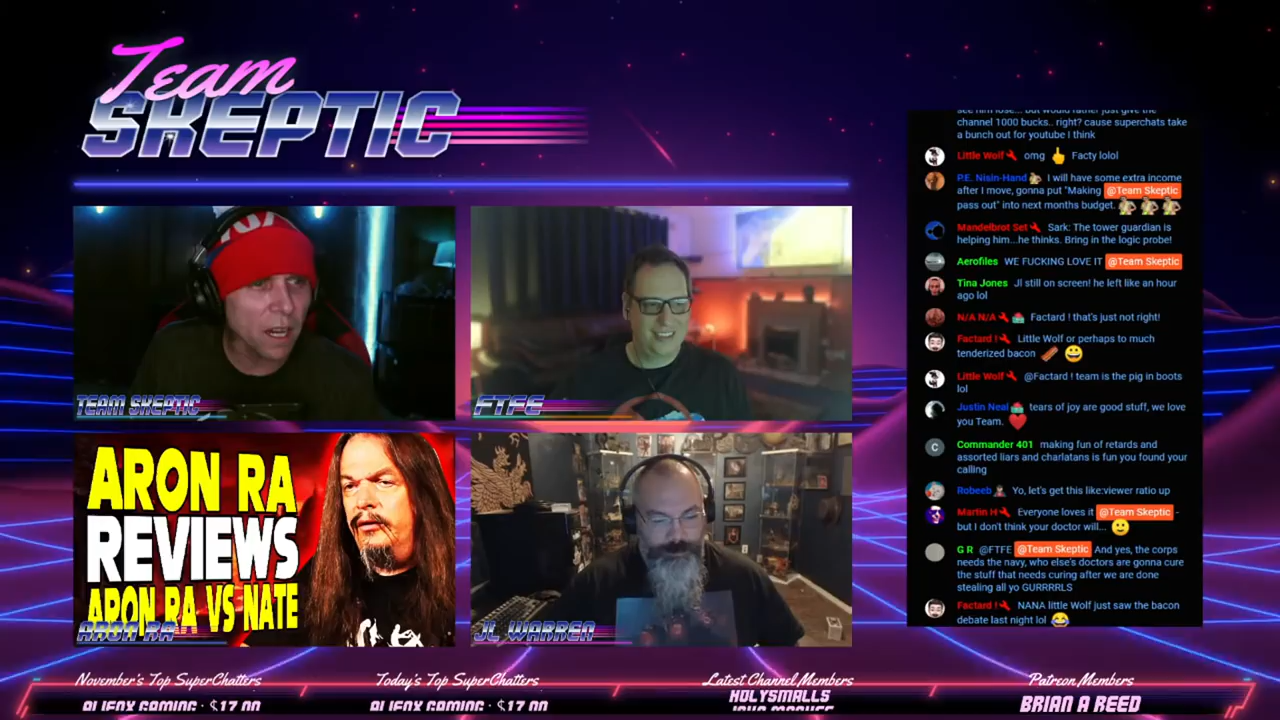 Team
SKEPTIC
TEAM SKEPTIC
FTFE
ARON RA
REVIEWS
ARON RA VS NATE
ARON RA
JL WARREN
see him lose... but would rather just give the
channel 1000 bucks.. right? cause superchats take
a bunch out for youtube I think
Little Wolf omg 👆 Facty lolol
P.E. Nisin-Hand I will have some extra income
after I move, gonna put "Making @Team Skeptic
pass out" into next months budget.
Mandelbrot Set Sark: The tower guardian is
helping him...he thinks. Bring in the logic probe!
Aerofiles WE FUCKING LOVE IT @Team Skeptic
Tina Jones Jl still on screen! he left like an hour
ago lol
N/A N/A Factard ! that's just not right!
Factard ! Little Wolf or perhaps to much
tenderized bacon 🥓 😀
Little Wolf @Factard ! team is the pig in boots
lol
Justin Neal tears of joy are good stuff, we love
you Team. ❤️
C
Commander 401 making fun of retards and
assorted liars and charlatans is fun you found your
calling
Robeeb Yo, let's get this like:viewer ratio up
Martin H Everyone loves it @Team Skeptic -
but I don't think your doctor will... 🙂
G R @FTFE @Team Skeptic And yes, the corps
needs the navy, who else's doctors are gonna cure
the stuff that needs curing after we are done
stealing all yo GURRRRLS
Factard ! NANA little Wolf just saw the bacon
debate last night lol 😂
November's Top SuperChatters
ALIENX GAMING : $17.00
Today's Top SuperChatters
ALIENX GAMING : $17.00
Latest Channel Members
HOLYSMALLS
Patreon Members
BRIAN A REED